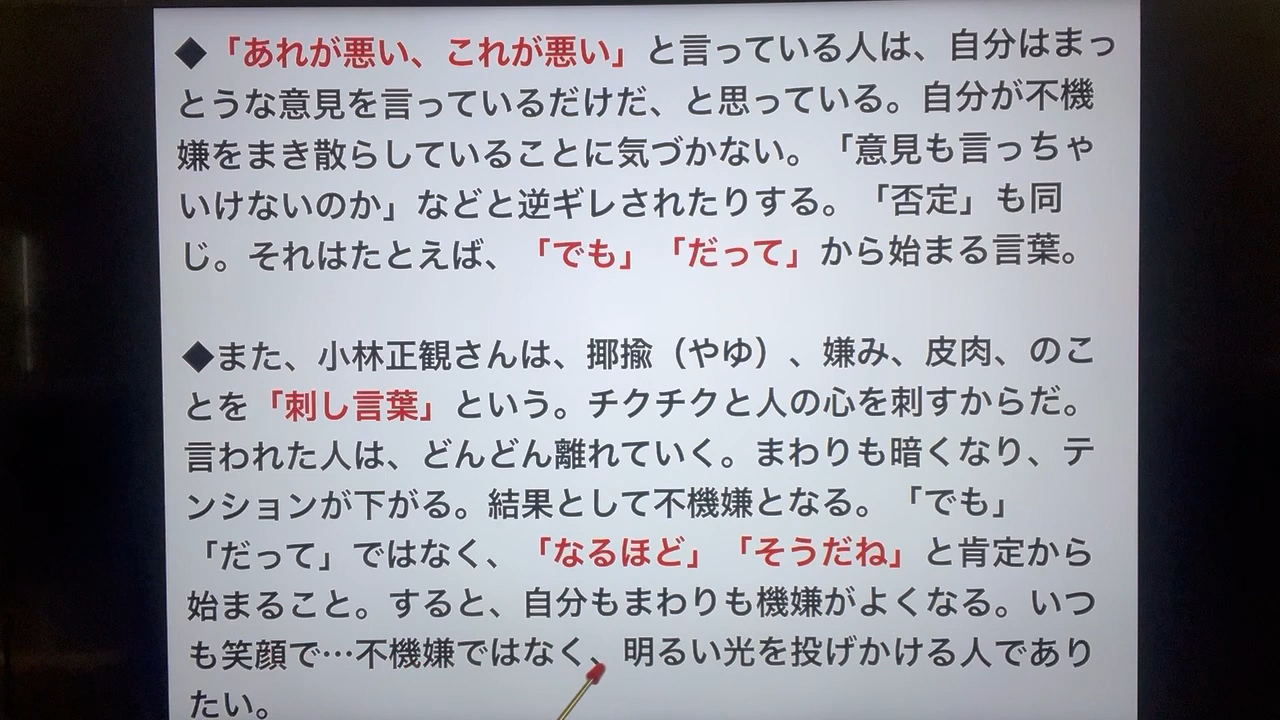 ◆「あれが悪い、これが悪い」と言っている人は、自分はまっ
とうな意見を言っているだけだ、と思っている。自分が不機
嫌をまき散らしていることに気づかない。「意見も言っちゃ
いけないのか」などと逆ギレされたりする。「否定」も同
じ。それはたとえば、「でも」「だって」から始まる言葉。
◆また、小林正観さんは、揶揄（やゆ）、嫌み、皮肉、のこ
とを「刺し言葉」という。チクチクと人の心を刺すからだ。
言われた人は、どんどん離れていく。まわりも暗くなり、テ
ンションが下がる。結果として不機嫌となる。「でも」
「だって」ではなく、「なるほど」「そうだね」と肯定から
始まること。すると、自分もまわりも機嫌がよくなる。いつ
も笑顔で…不機嫌ではなく、明るい光を投げかける人であり
たい。